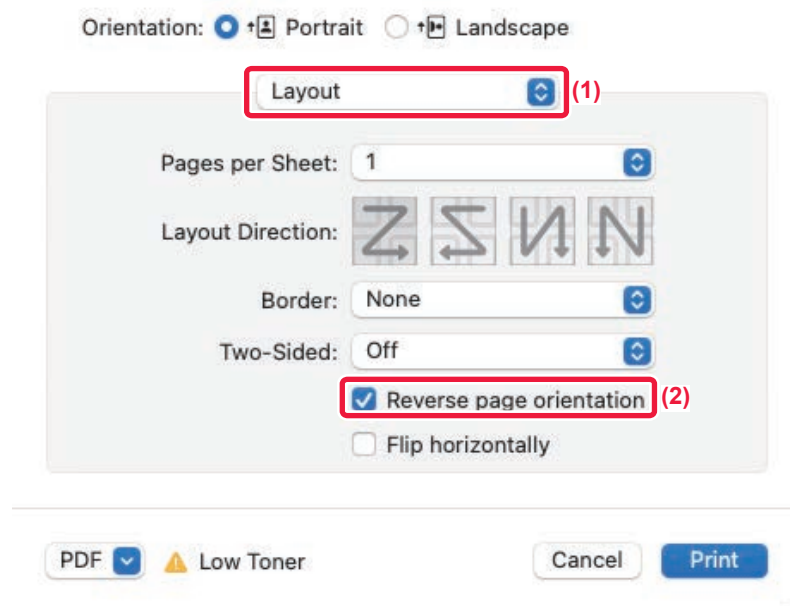 Orientation: Portrait Landscape
Layout (1)
Pages per Sheet: 1
Layout Direction:
Border: None
Two-Sided: Off
Reverse page orientation (2)
Flip horizontally
PDF Low Toner Cancel Print